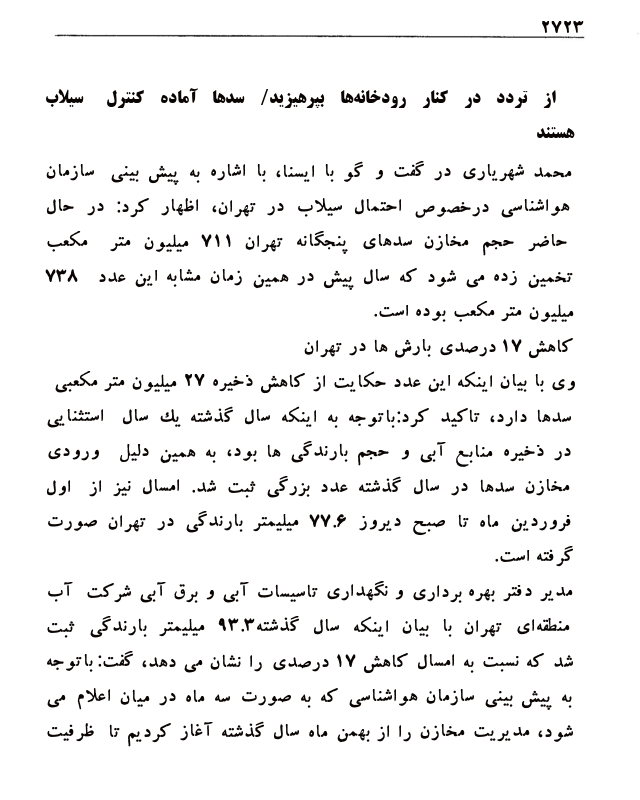 ۲۷۲۳
از تردد در کنار رودخانه‌ها بپرهیزید/ سدها آماده کنترل سیلاب
هستند
محمد شهریاری در گفت و گو با ایسنا، با اشاره به پیش بینی سازمان
هواشناسی درخصوص احتمال سیلاب در تهران، اظهار کرد: در حال
حاضر حجم مخازن سدهای پنجگانه تهران ۷۱۱ میلیون متر مکعب
تخمین زده می شود که سال پیش در همین زمان مشابه این عدد ۷۳۸
میلیون متر مکعب بوده است.
کاهش ۱۷ درصدی بارش ها در تهران
وی با بیان اینکه این عدد حکایت از کاهش ذخیره ۲۷ میلیون متر مکعبی
سدها دارد، تاکید کرد:باتوجه به اینکه سال گذشته یك سال استثنایی
در ذخیره منابع آبی و حجم بارندگی ها بود، به همین دلیل ورودی
مخازن سدها در سال گذشته عدد بزرگی ثبت شد. امسال نیز از اول
فروردین ماه تا صبح دیروز ۷۷.۶ میلیمتر بارندگی در تهران صورت
گرفته است.
مدیر دفتر بهره برداری و نگهداری تاسیسات آبی و برق آبی شرکت آب
منطقه‌ای تهران با بیان اینکه سال گذشته۹۳.۳ میلیمتر بارندگی ثبت
شد که نسبت به امسال کاهش ۱۷ درصدی را نشان می دهد، گفت:باتوجه
به پیش بینی سازمان هواشناسی که به صورت سه ماه در میان اعلام می
شود، مدیریت مخازن را از بهمن ماه سال گذشته آغاز کردیم تا ظرفیت